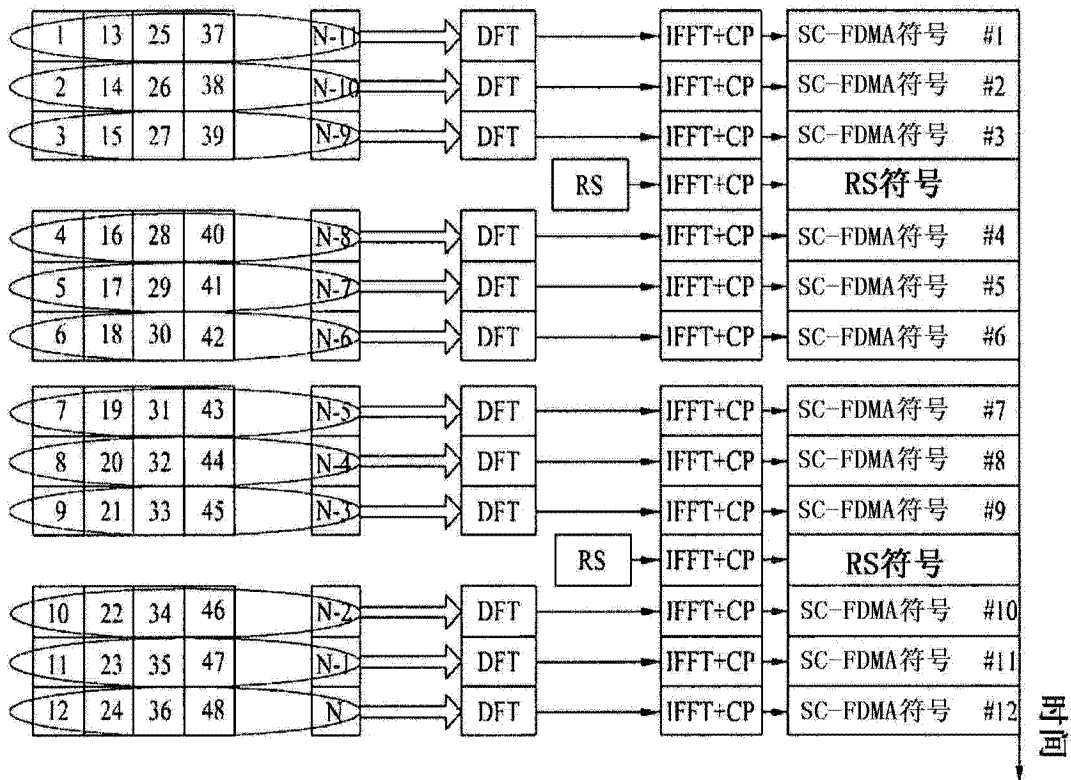 1 13 25 37 N-11 DFT IFFT+CP SC-FDMA符号 #1
2 14 26 38 N-10 DFT IFFT+CP SC-FDMA符号 #2
3 15 27 39 N-9 DFT IFFT+CP SC-FDMA符号 #3
RS IFFT+CP RS符号
4 16 28 40 N-8 DFT IFFT+CP SC-FDMA符号 #4
5 17 29 41 N-7 DFT IFFT+CP SC-FDMA符号 #5
6 18 30 42 N-6 DFT IFFT+CP SC-FDMA符号 #6
7 19 31 43 N-5 DFT IFFT+CP SC-FDMA符号 #7
8 20 32 44 N-4 DFT IFFT+CP SC-FDMA符号 #8
9 21 33 45 N-3 DFT IFFT+CP SC-FDMA符号 #9
RS IFFT+CP RS符号
10 22 34 46 N-2 DFT IFFT+CP SC-FDMA符号 #10
11 23 35 47 N-1 DFT IFFT+CP SC-FDMA符号 #11
12 24 36 48 N DFT IFFT+CP SC-FDMA符号 #12
时间